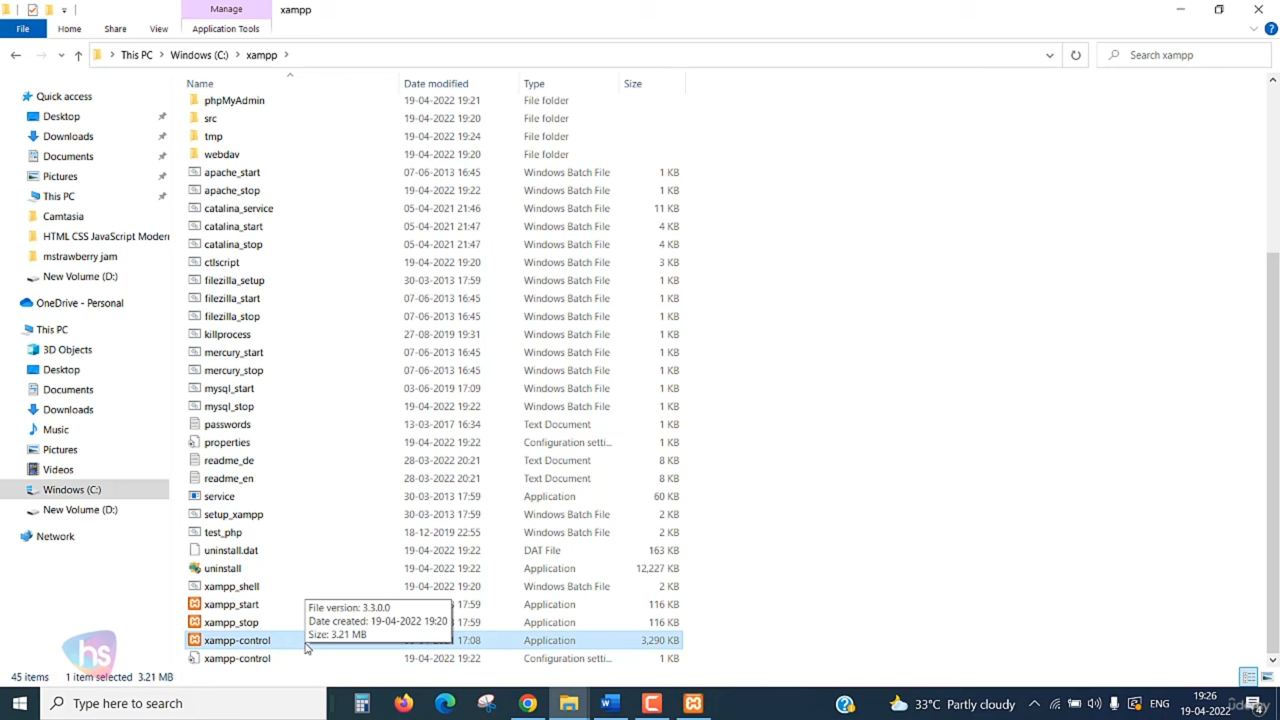 Manage
xampp
File
Home
Share
View
Application Tools
This PC
Windows (C:)
xampp
Search xampp
Name
Date modified
Type
Size
Quick access
Desktop
Downloads
Documents
Pictures
This PC
Camtasia
HTML CSS JavaScript Modern
mstrawberry jam
New Volume (D:)
OneDrive - Personal
This PC
3D Objects
Desktop
Documents
Downloads
Music
Pictures
Videos
Windows (C:)
New Volume (D:)
Network
phpMyAdmin 19-04-2022 19:21 File folder
src 19-04-2022 19:20 File folder
tmp 19-04-2022 19:24 File folder
webdav 19-04-2022 19:20 File folder
apache_start 07-06-2013 16:45 Windows Batch File 1 KB
apache_stop 19-04-2022 19:22 Windows Batch File 1 KB
catalina_service 05-04-2021 21:46 Windows Batch File 11 KB
catalina_start 05-04-2021 21:47 Windows Batch File 4 KB
catalina_stop 05-04-2021 21:47 Windows Batch File 4 KB
ctlscript 19-04-2022 19:20 Windows Batch File 3 KB
filezilla_setup 30-03-2013 17:59 Windows Batch File 1 KB
filezilla_start 07-06-2013 16:45 Windows Batch File 1 KB
filezilla_stop 07-06-2013 16:45 Windows Batch File 1 KB
killprocess 27-08-2019 19:31 Windows Batch File 1 KB
mercury_start 07-06-2013 16:45 Windows Batch File 1 KB
mercury_stop 07-06-2013 16:45 Windows Batch File 1 KB
mysql_start 03-06-2019 17:09 Windows Batch File 1 KB
mysql_stop 19-04-2022 19:22 Windows Batch File 1 KB
passwords 13-03-2017 16:34 Text Document 1 KB
properties 19-04-2022 19:22 Configuration setti... 1 KB
readme_de 28-03-2022 20:21 Text Document 8 KB
readme_en 28-03-2022 20:21 Text Document 8 KB
service 30-03-2013 17:59 Application 60 KB
setup_xampp 30-03-2013 17:59 Windows Batch File 2 KB
test_php 18-12-2019 22:55 Windows Batch File 2 KB
uninstall.dat 19-04-2022 19:22 DAT File 163 KB
uninstall 19-04-2022 19:22 Application 12,227 KB
xampp_shell 19-04-2022 19:20 Windows Batch File 2 KB
xampp_start 17:59 Application 116 KB
xampp_stop 17:59 Application 116 KB
xampp-control 17:08 Application 3,290 KB
xampp-control 19-04-2022 19:22 Configuration setti... 1 KB
File version: 3.3.0.0
Date created: 19-04-2022 19:20
Size: 3.21 MB
hs
45 items
1 item selected 3.21 MB
Type here to search
33°C Partly cloudy
ENG
19:26
19-04-2022
Udemy